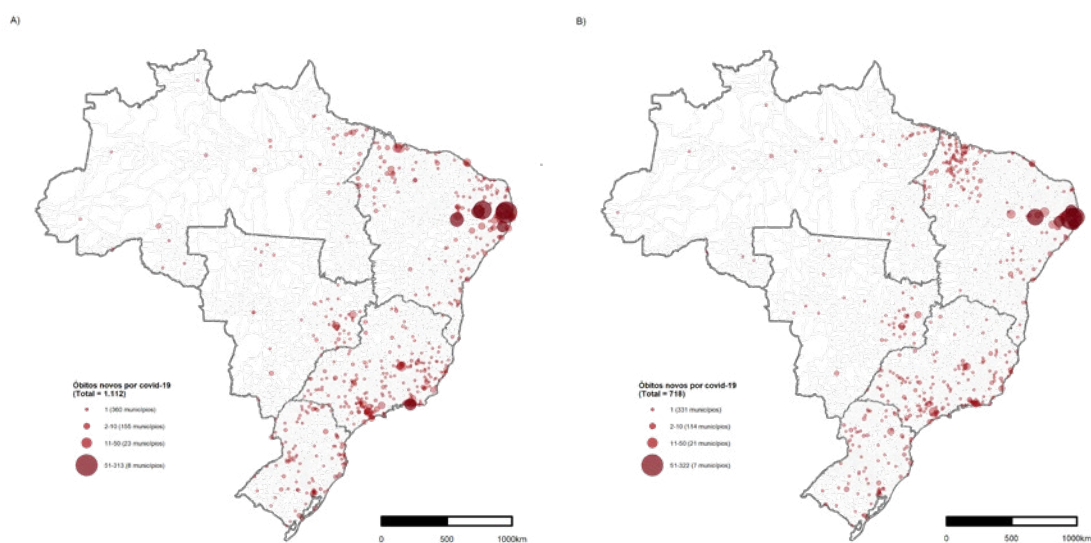 A)
B)
Óbitos novos por covid-19
(Total = 1.112)
1 (360 municípios)
2-10 (155 municípios)
11-50 (23 municípios)
51-313 (8 municípios)
0 500 1000km
Óbitos novos por covid-19
(Total = 718)
1 (331 municípios)
2-10 (114 municípios)
11-50 (21 municípios)
51-322 (7 municípios)
0 500 1000km